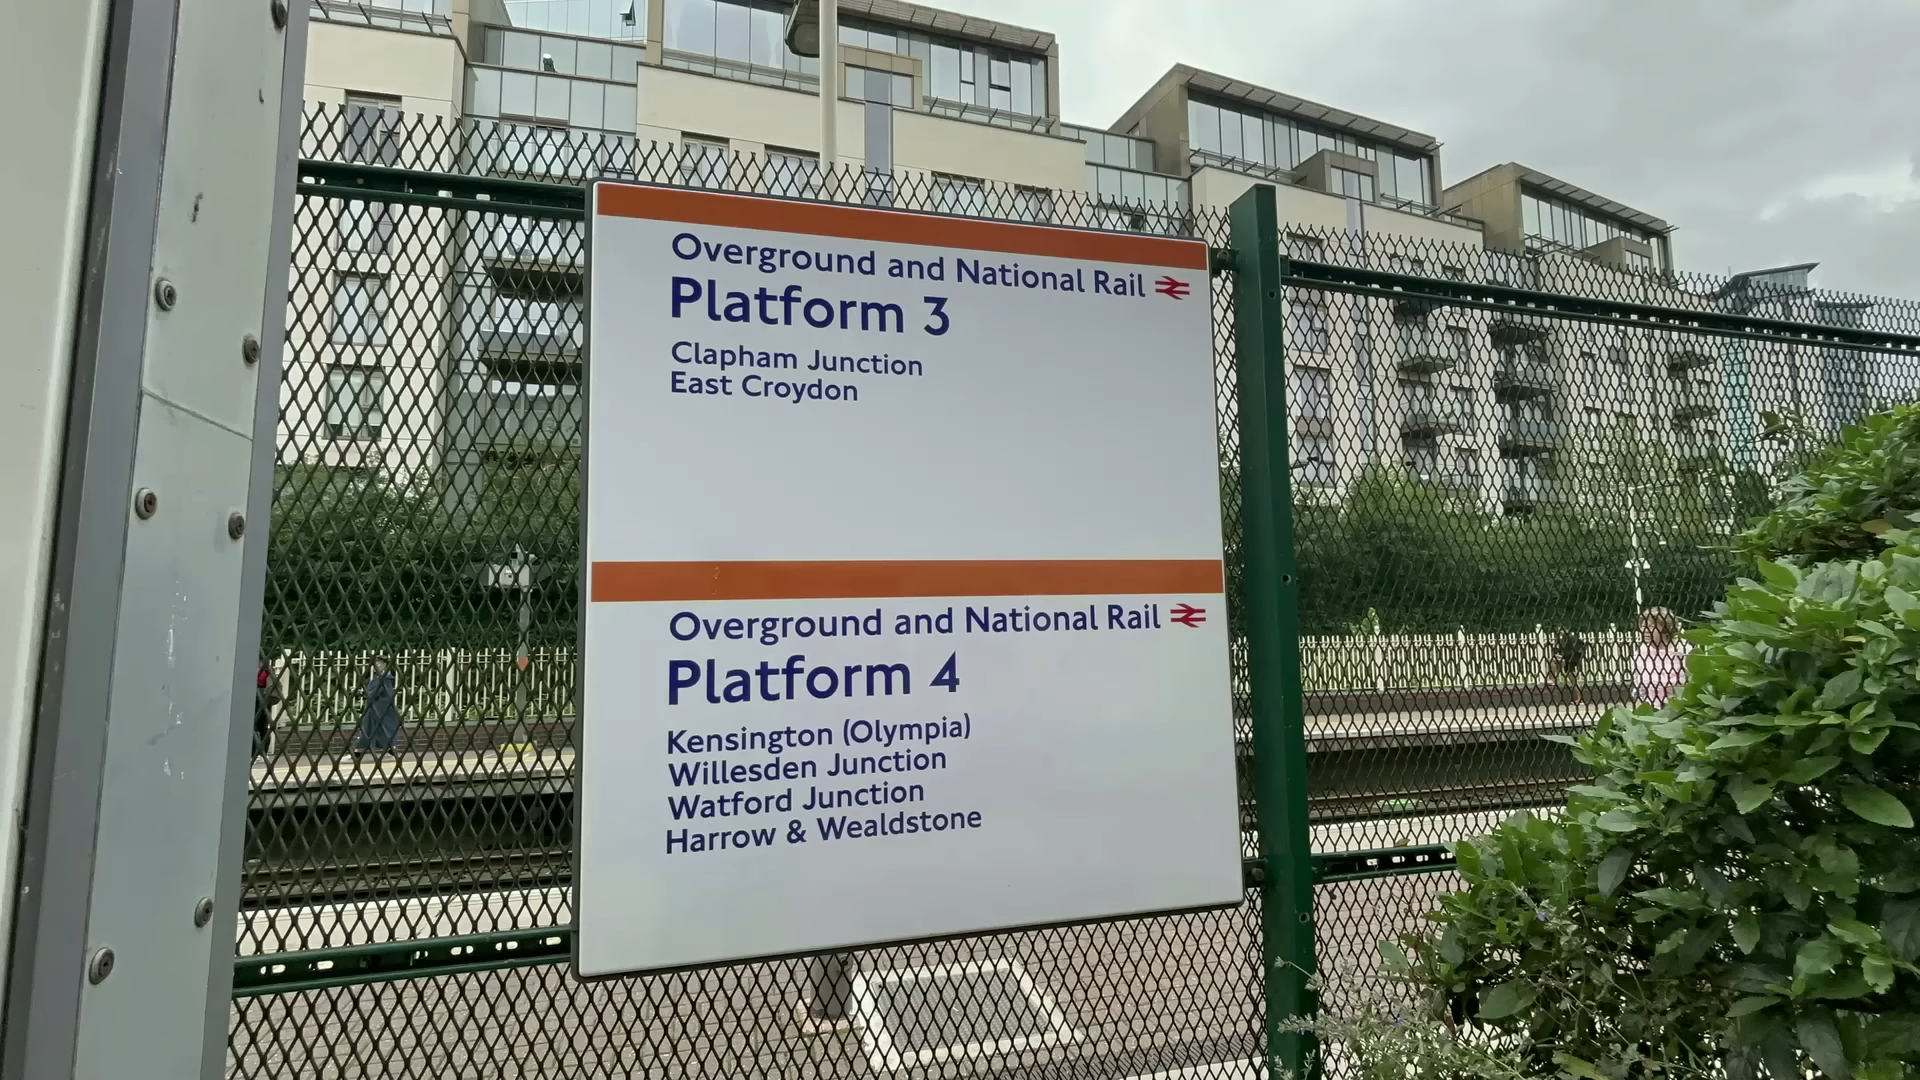 Overground and National Rail
Platform 3
Clapham Junction
East Croydon
Overground and National Rail
Platform 4
Kensington (Olympia)
Willesden Junction
Watford Junction
Harrow & Wealdstone